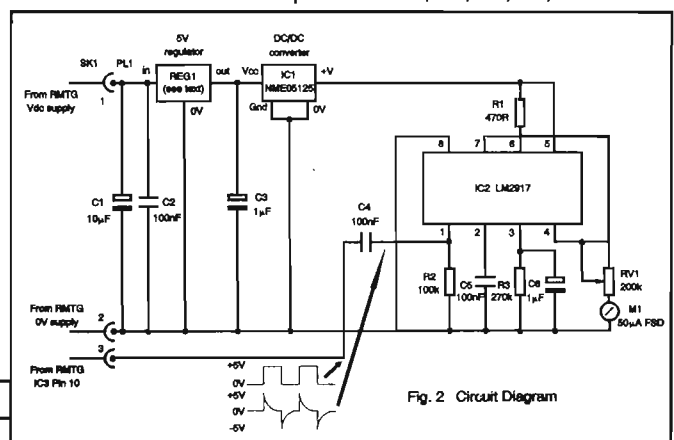 5V
regulator
DC/DC
converter
SK1
PL1
in
REG1
(see text)
out
Vcc
IC1
NME0512S
+V
0V
Gnd
0V
From RMTG
Vdc supply
1
R1
470R
8
7
6
5
IC2 LM2917
C1
10μF
C2
100nF
C3
1μF
C4
100nF
1
2
3
4
R2
100k
C5
100nF
R3
270k
C6
1μF
RV1
200k
M1
50μA FSD
From RMTG
0V supply
2
3
From RMTG
IC3 Pin 10
+5V
0V
+5V
0V
-5V
Fig. 2 Circuit Diagram